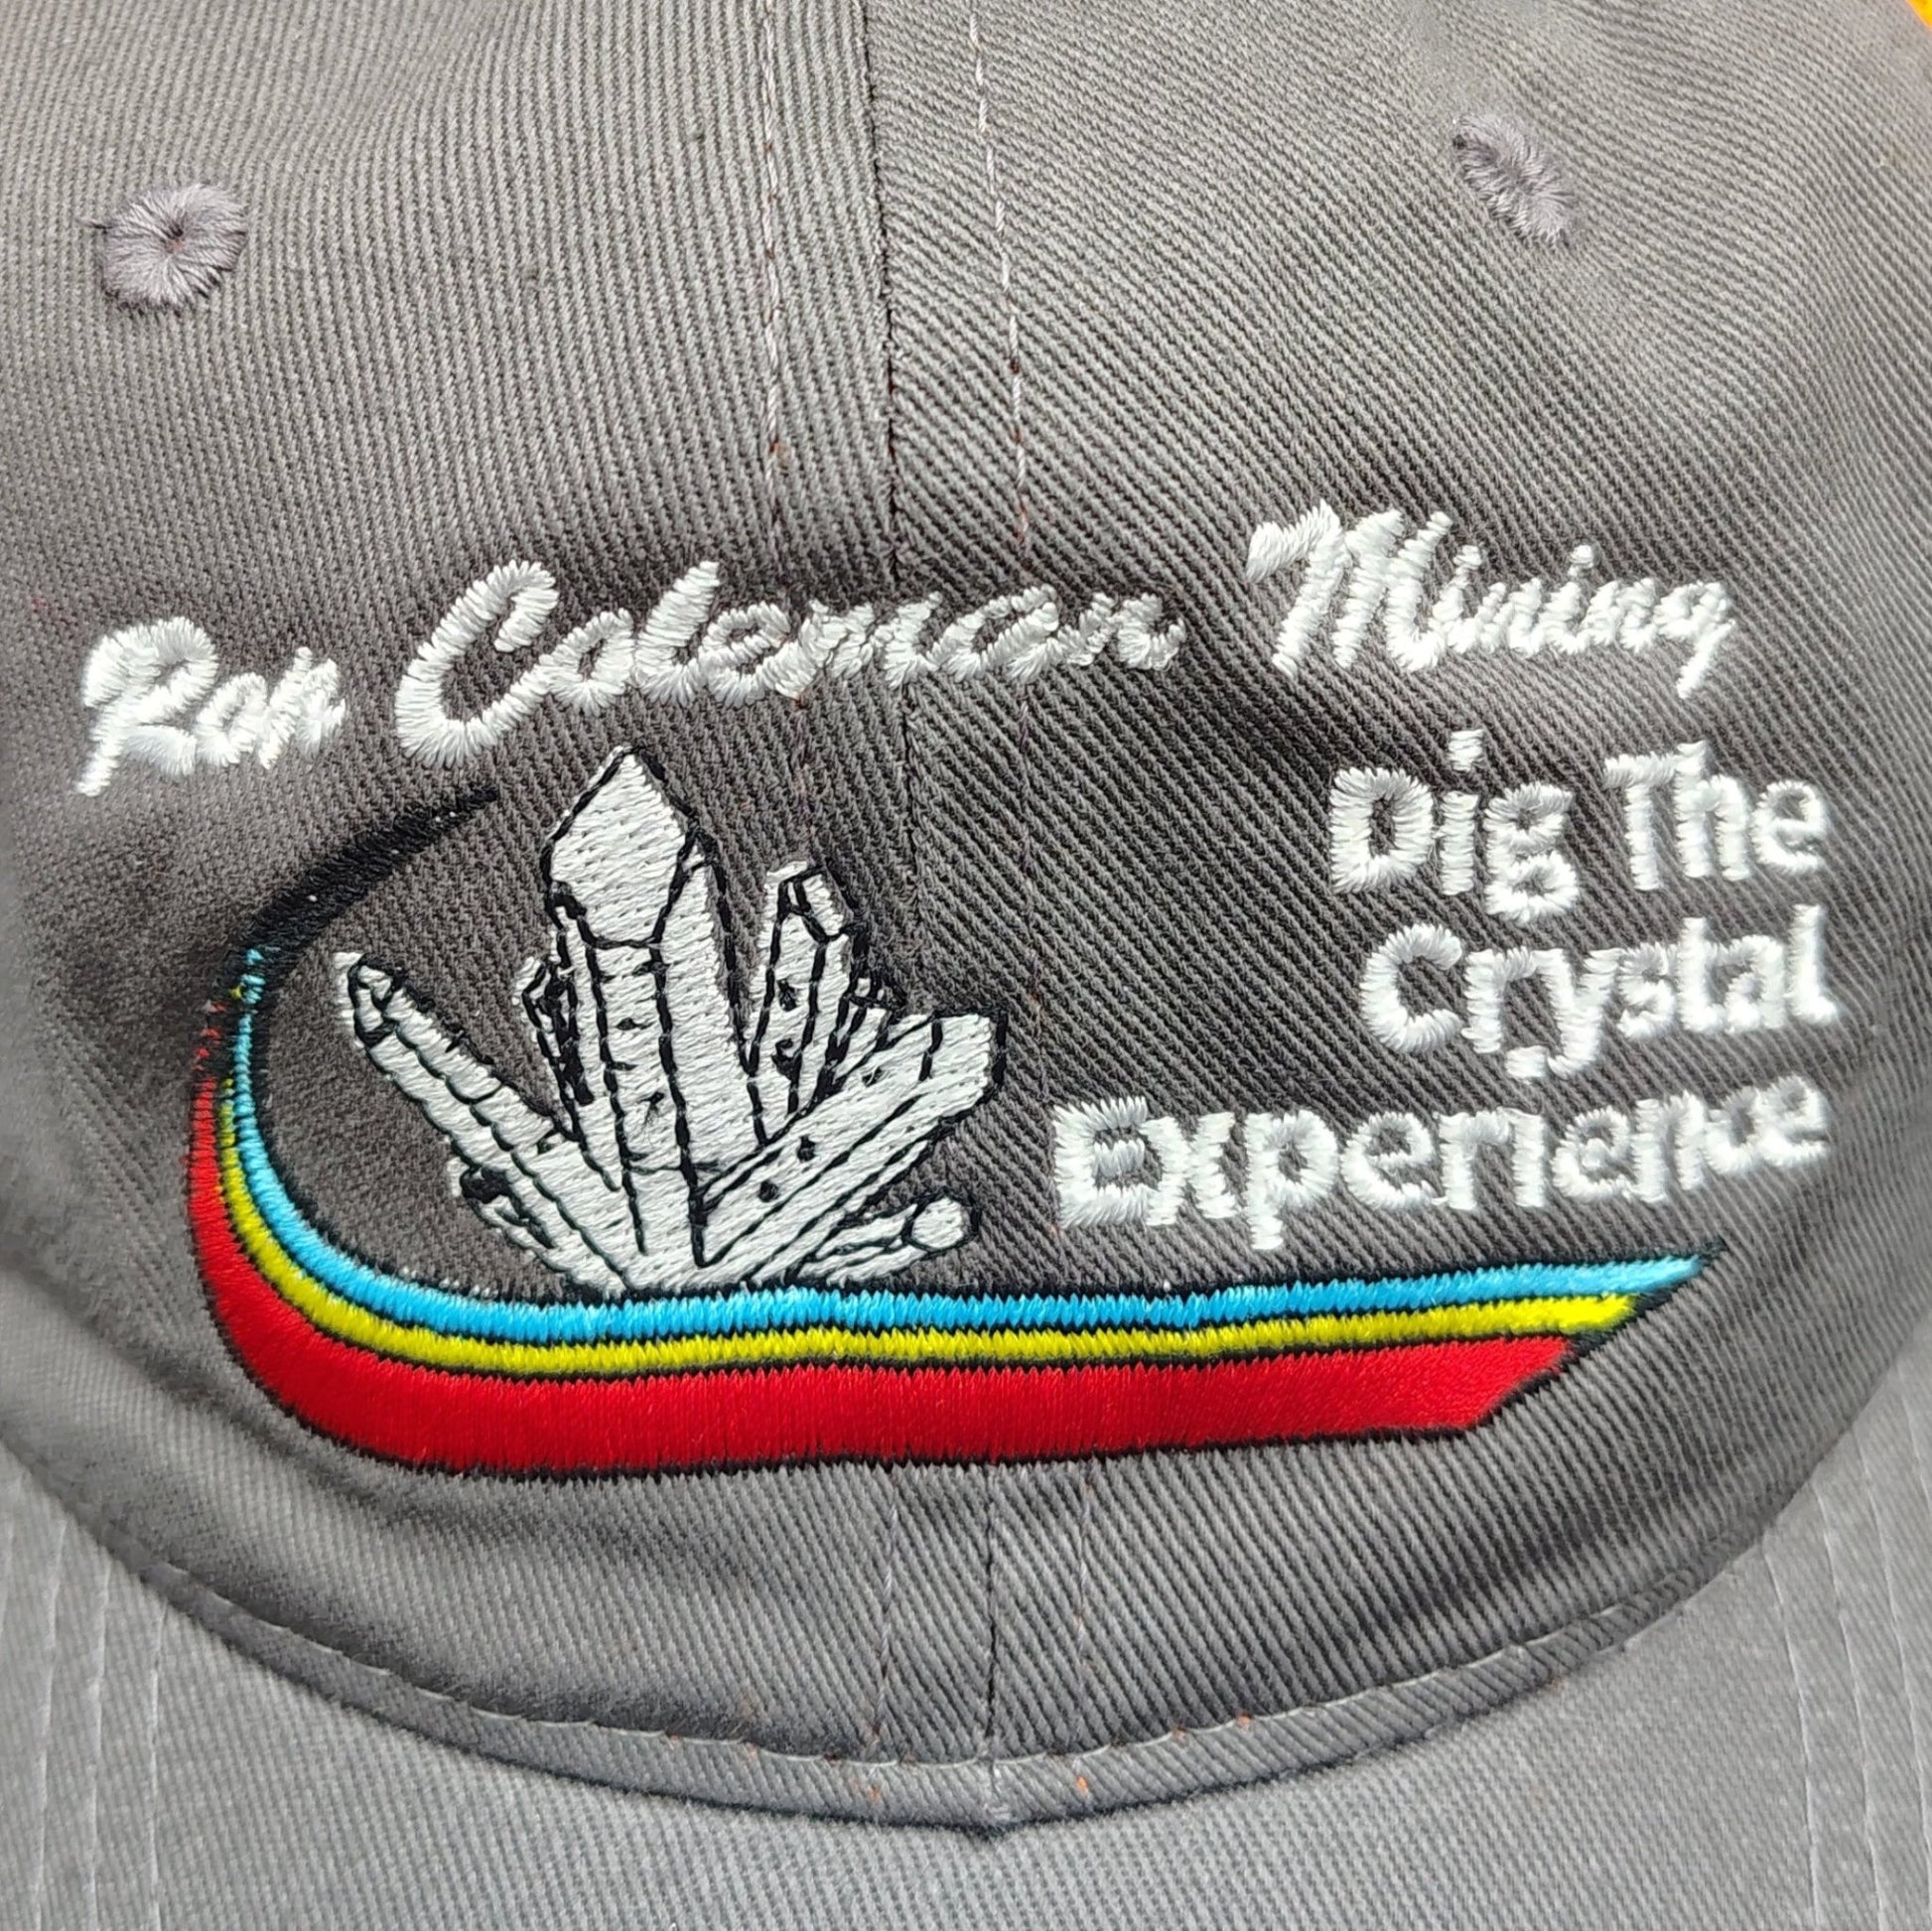 Ron Coleman Mining
Dig The
Crystal
Experience